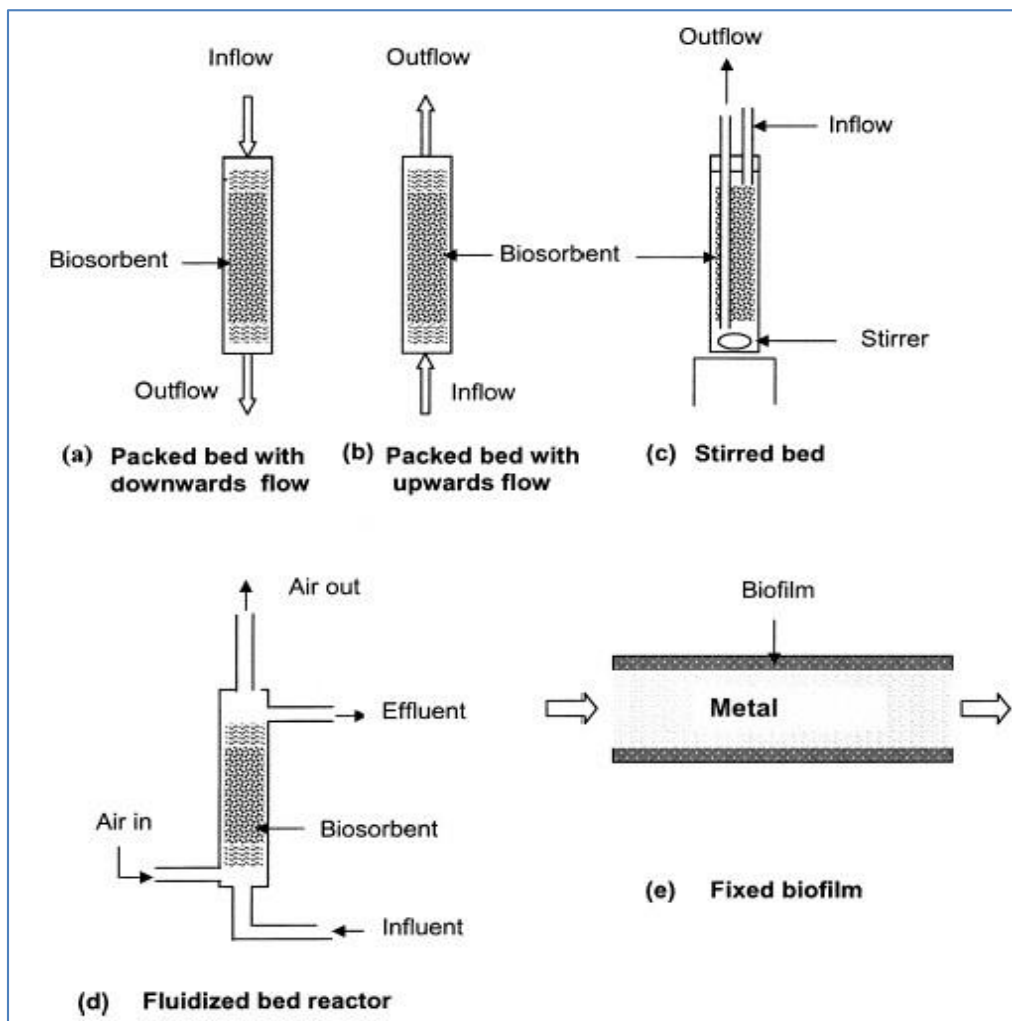 Inflow
Outflow
Outflow
Inflow
Biosorbent
Biosorbent
Stirrer
Outflow
Inflow
(a) Packed bed with
downwards flow
(b) Packed bed with
upwards flow
(c) Stirred bed
Air out
Effluent
Air in
Biosorbent
Influent
(d) Fluidized bed reactor
Biofilm
Metal
(e) Fixed biofilm